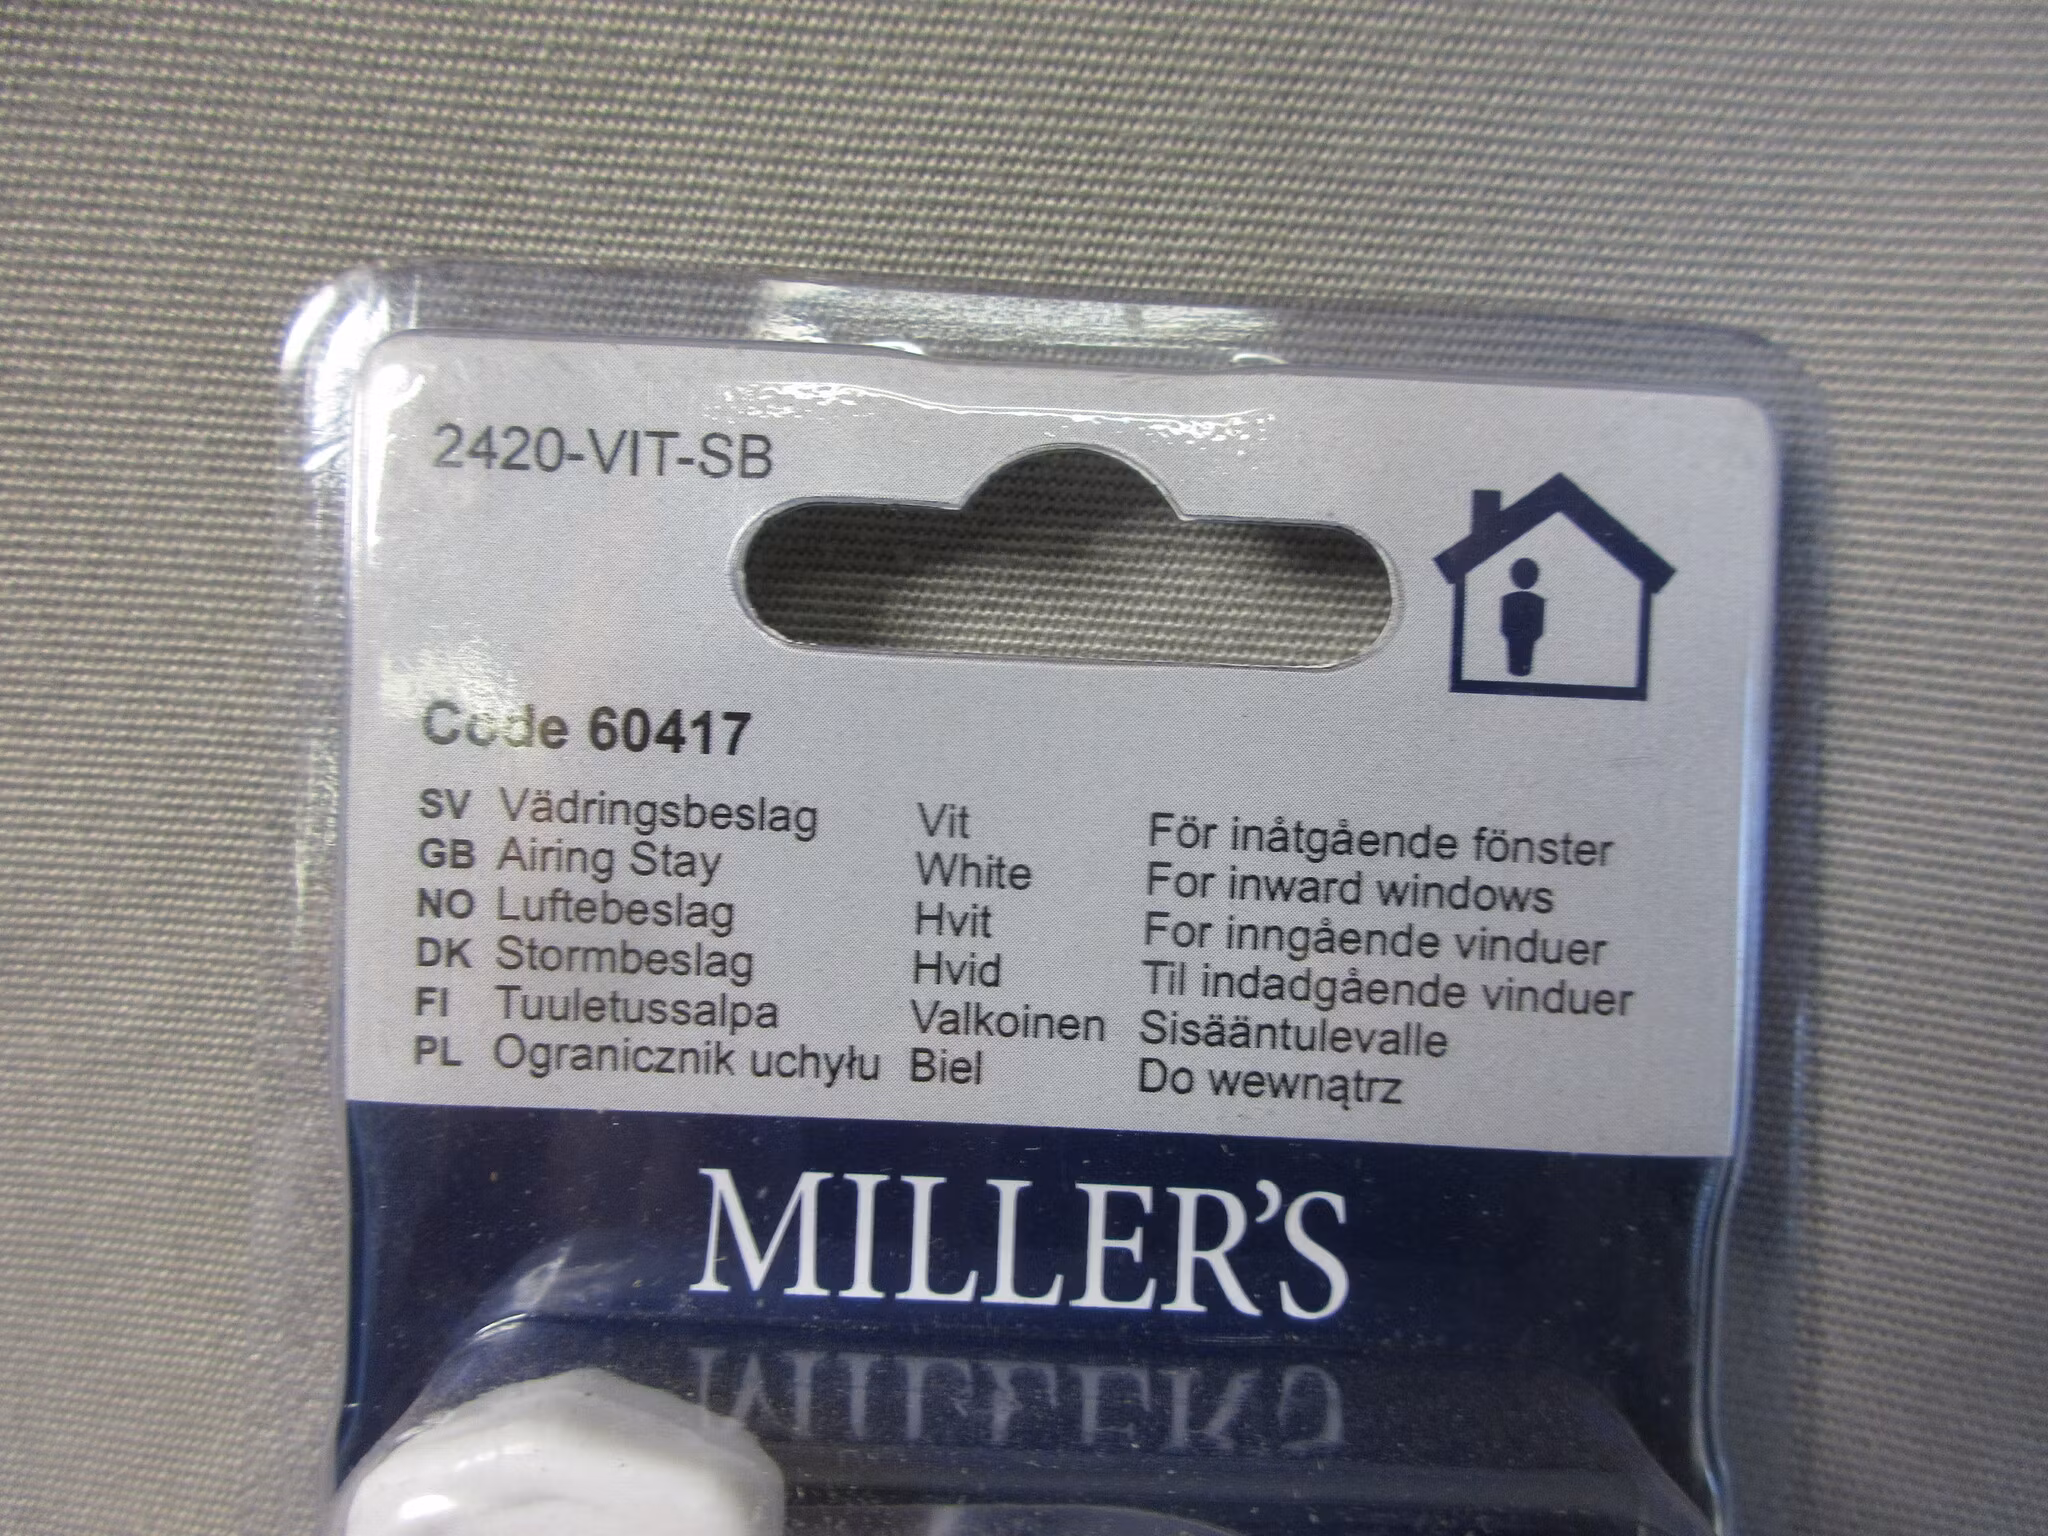 2420-VIT-SB
Code 60417
SV Vädringsbeslag Vit För inåtgående fönster
GB Airing Stay White For inward windows
NO Luftebeslag Hvit For inngående vinduer
DK Stormbeslag Hvid Til indadgående vinduer
FI Tuuletussalpa Valkoinen Sisääntulevalle
PL Ogranicznik uchyłu Biel Do wewnątrz
MILLER’S